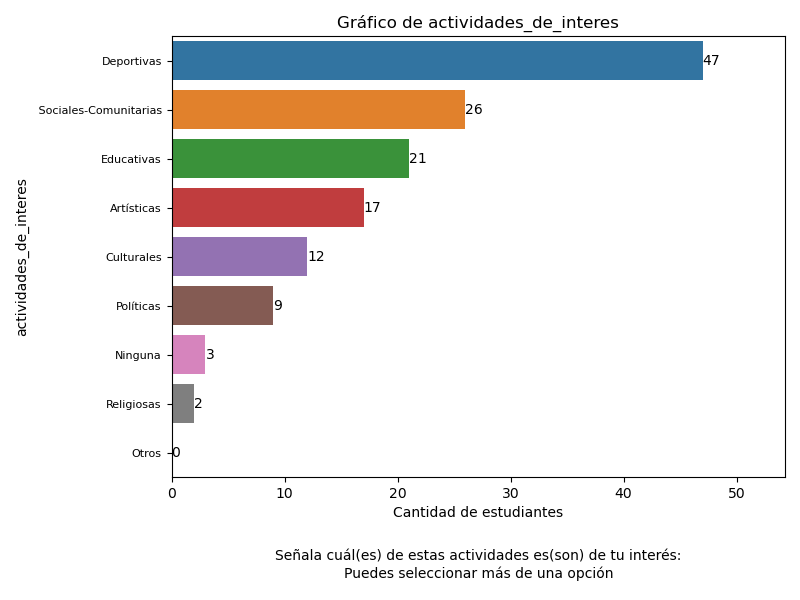 Gráfico de actividades_de_interes
actividades_de_interes
Deportivas 47
Sociales-Comunitarias 26
Educativas 21
Artísticas 17
Culturales 12
Políticas 9
Ninguna 3
Religiosas 2
Otros 0
0 10 20 30 40 50
Cantidad de estudiantes
Señala cuál(es) de estas actividades es(son) de tu interés:
Puedes seleccionar más de una opción